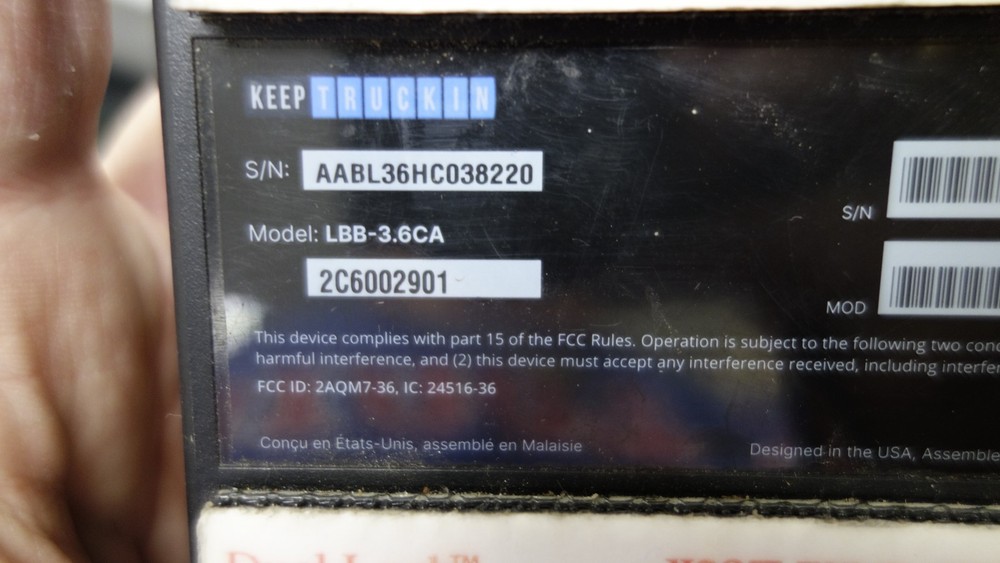 KEEP TRUCKIN
S/N: AABL36HC038220
Model: LBB-3.6CA
2C6002901
S/N
MOD
This device complies with part 15 of the FCC Rules. Operation is subject to the following two
harmful interference, and (2) this device must accept any interference received, including
FCC ID: 2AQM7-36, IC: 24516-36
Conçu en États-Unis, assemblé en Malaisie
Designed in the USA,